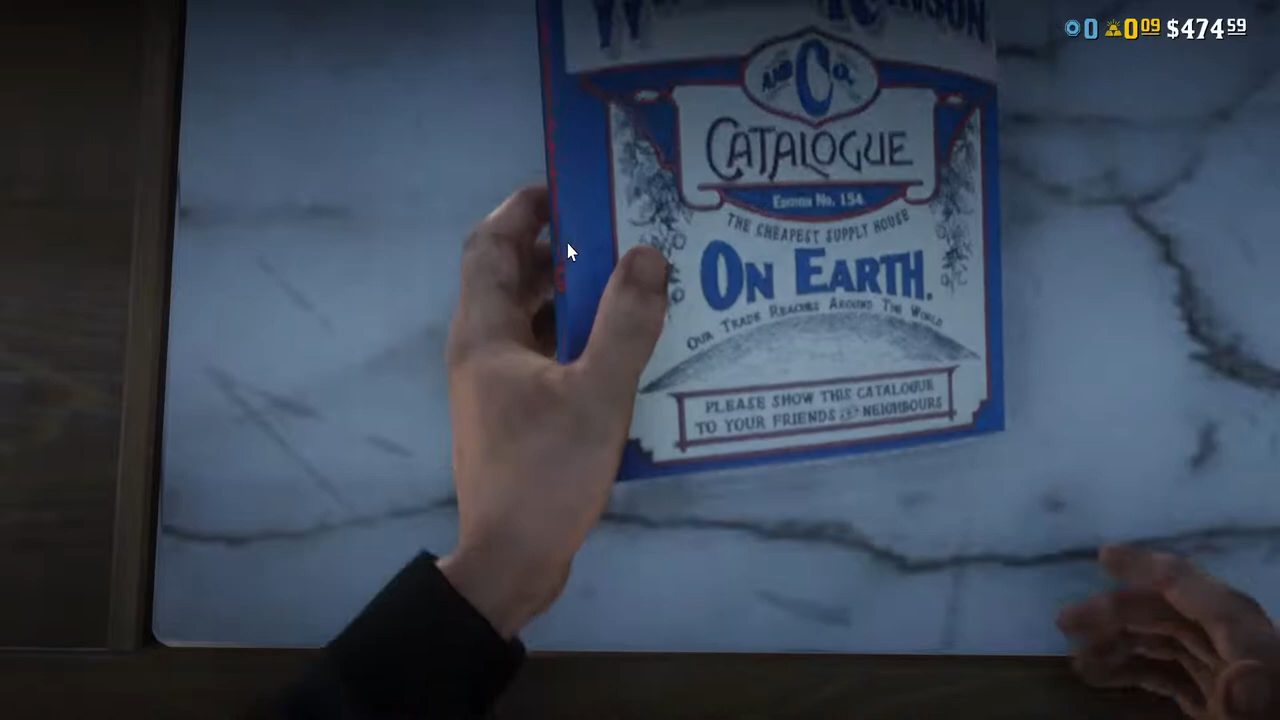 0 0.09 $474.59
AND Co.
CATALOGUE
EDITION No. 154.
THE CHEAPEST SUPPLY HOUSE
ON EARTH.
OUR TRADE REACHES AROUND THE WORLD
PLEASE SHOW THIS CATALOGUE
TO YOUR FRIENDS AND NEIGHBOURS